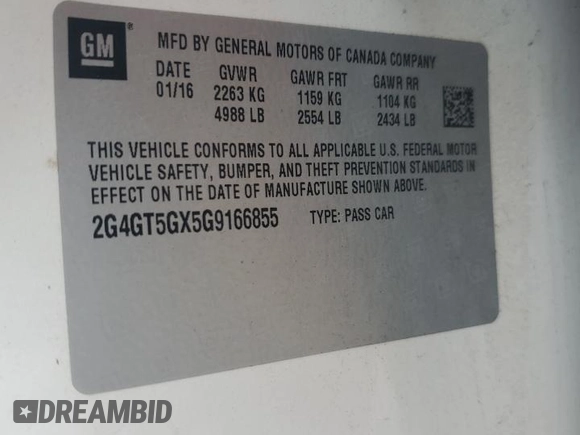 GM ®
MFD BY GENERAL MOTORS OF CANADA COMPANY
DATE GVWR GAWR FRT GAWR RR
01/16 2263 KG 1159 KG 1104 KG
4988 LB 2554 LB 2434 LB
THIS VEHICLE CONFORMS TO ALL APPLICABLE U.S. FEDERAL MOTOR
VEHICLE SAFETY, BUMPER, AND THEFT PREVENTION STANDARDS IN
EFFECT ON THE DATE OF MANUFACTURE SHOWN ABOVE.
2G4GT5GX5G9166855 TYPE: PASS CAR
DREAMBID